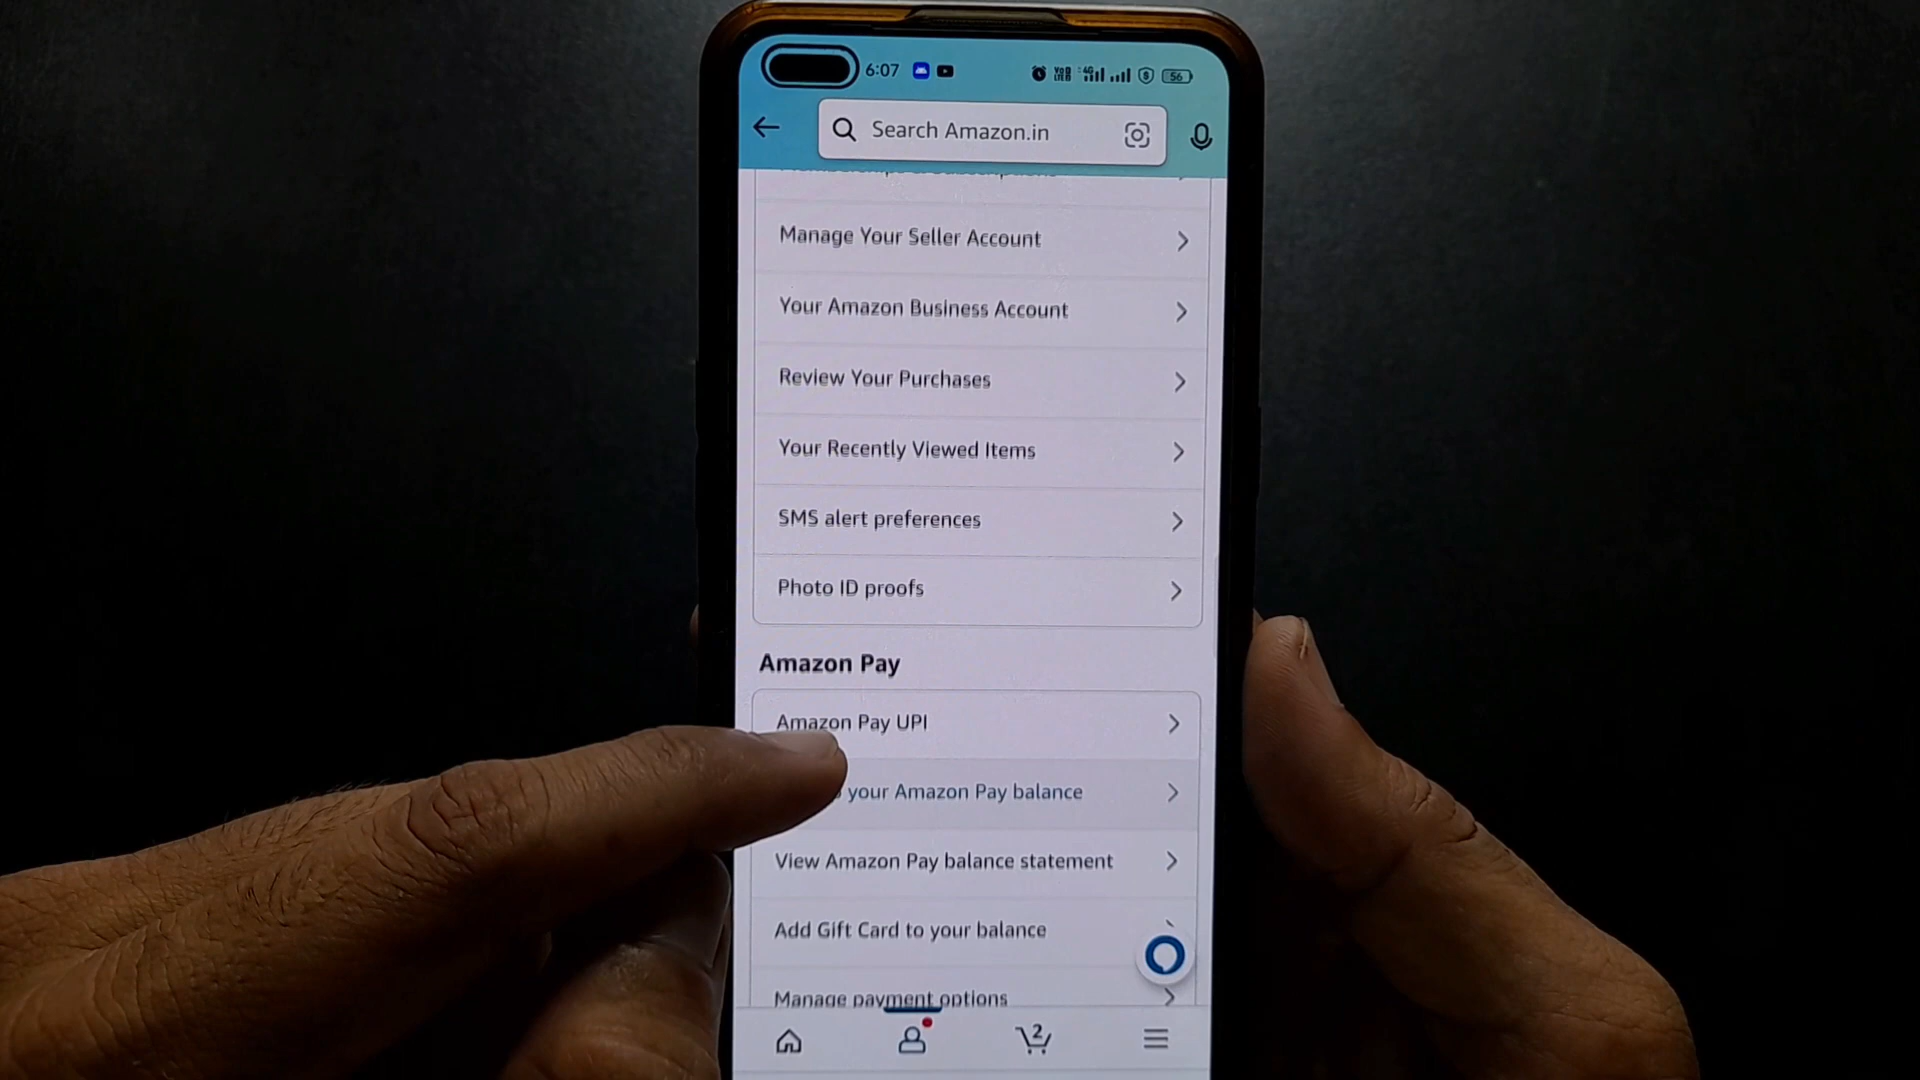 6:07
56
Search Amazon.in
Manage Your Seller Account
Your Amazon Business Account
Review Your Purchases
Your Recently Viewed Items
SMS alert preferences
Photo ID proofs
Amazon Pay
Amazon Pay UPI
your Amazon Pay balance
View Amazon Pay balance statement
Add Gift Card to your balance
Manage payment options
2